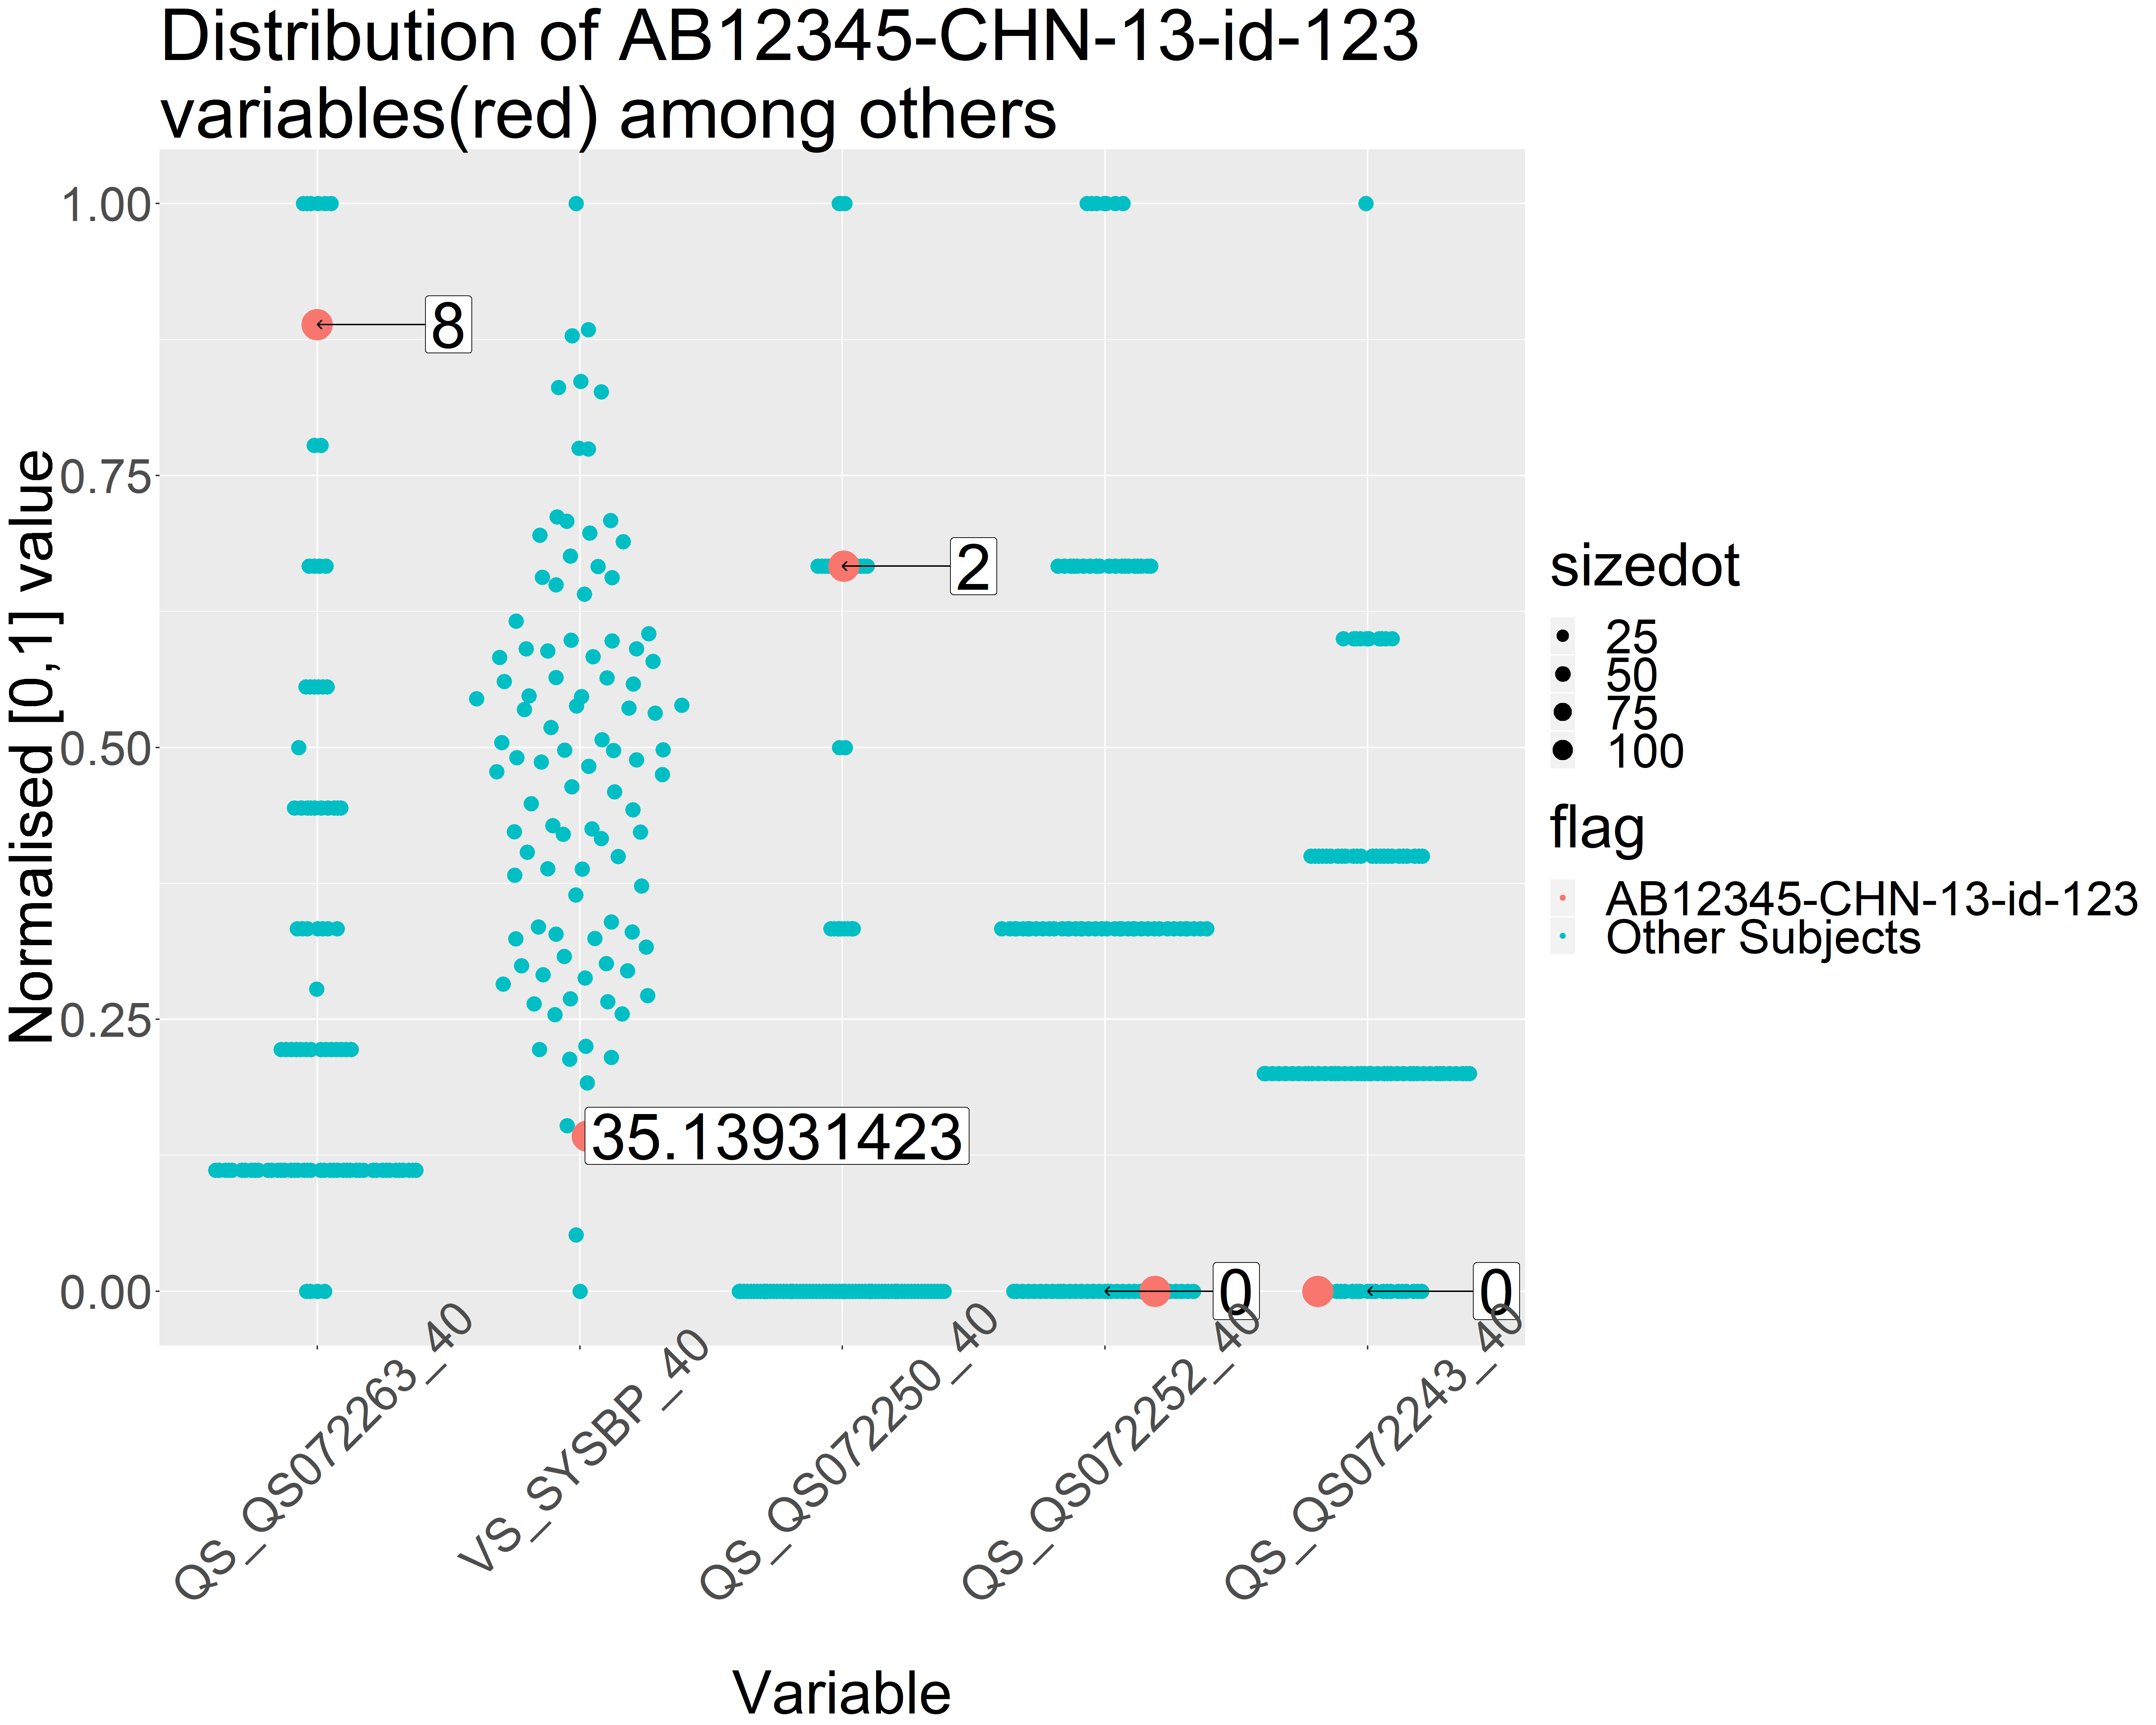 Distribution of AB12345-CHN-13-id-123
variables(red) among others
Normalised [0,1] value
1.00
0.75
0.50
0.25
0.00
8
2
35.13931423
0
0
QS_QS072263_40
VS_SYSBP_40
QS_QS072250_40
QS_QS072252_40
QS_QS072243_40
Variable
sizedot
25
50
75
100
flag
AB12345-CHN-13-id-123
Other Subjects